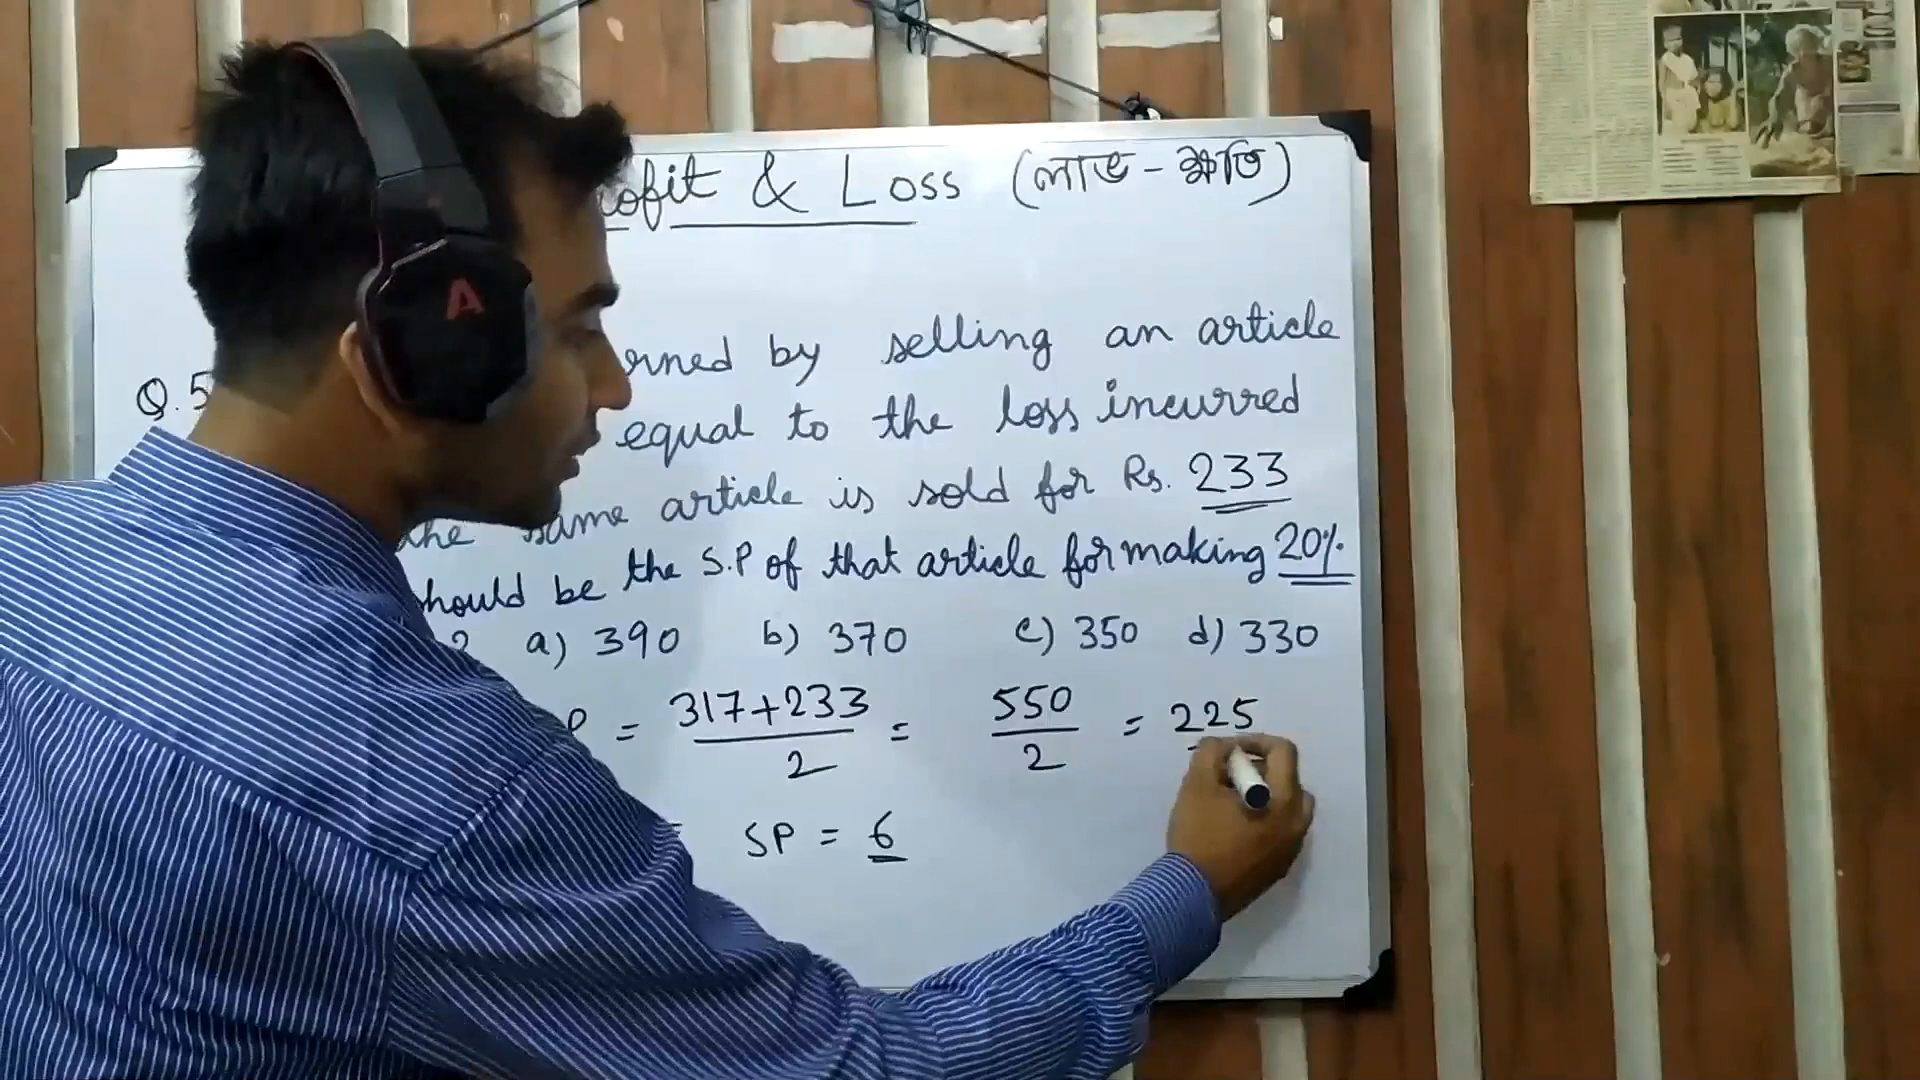 ofit & Loss (লাভ - ক্ষতি)
Q.5
rned by selling an article
equal to the loss incurred
the same article is sold for Rs. 233
should be the S.P of that article for making 20%
? a) 390 b) 370 c) 350 d) 330
P = 317+233 / 2 = 550 / 2 = 225
SP = 6
A